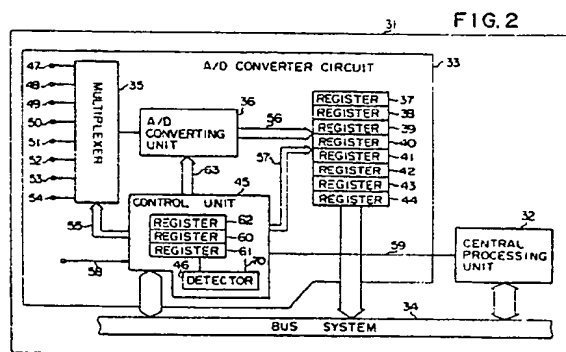 FIG. 2
31
A/D CONVERTER CIRCUIT
33
47
48
49
50
51
52
53
54
MULTIPLEXER
35
36
A/D
CONVERTING
UNIT
56
57
63
REGISTER 37
REGISTER 38
REGISTER 39
REGISTER 40
REGISTER 41
REGISTER 42
REGISTER 43
REGISTER 44
45
CONTROL UNIT
REGISTER 62
REGISTER 60
REGISTER 61
46
70
DETECTOR
55
58
59
32
CENTRAL
PROCESSING
UNIT
34
BUS SYSTEM